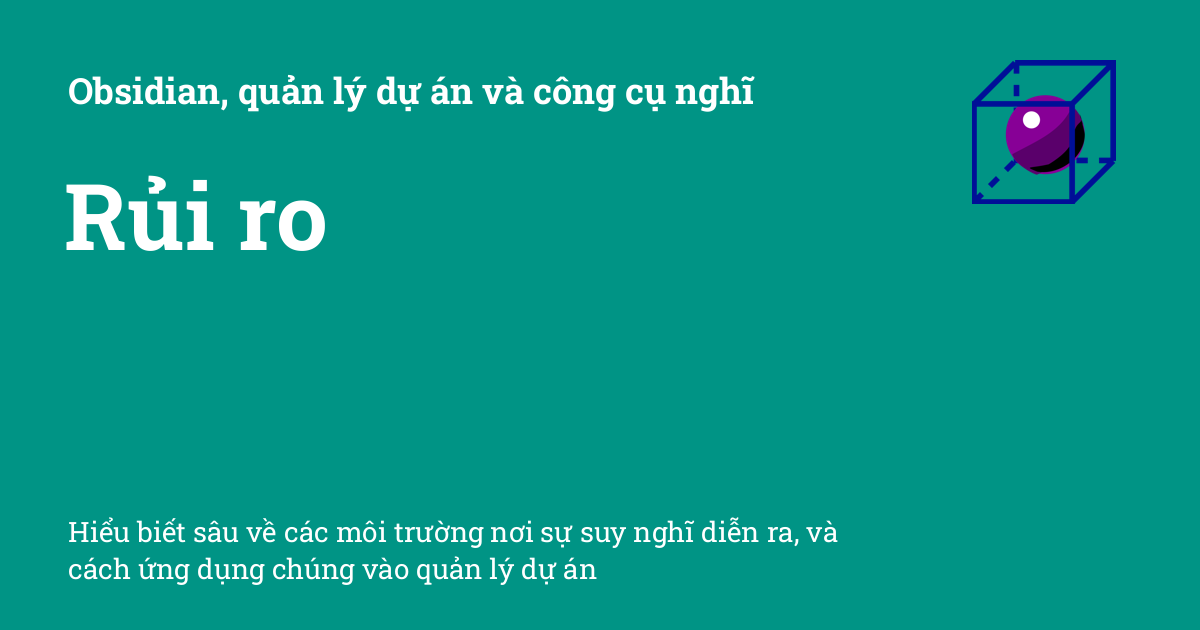 Obsidian, quản lý dự án và công cụ nghĩ
Rủi ro
Hiểu biết sâu về các môi trường nơi sự suy nghĩ diễn ra, và
cách ứng dụng chúng vào quản lý dự án